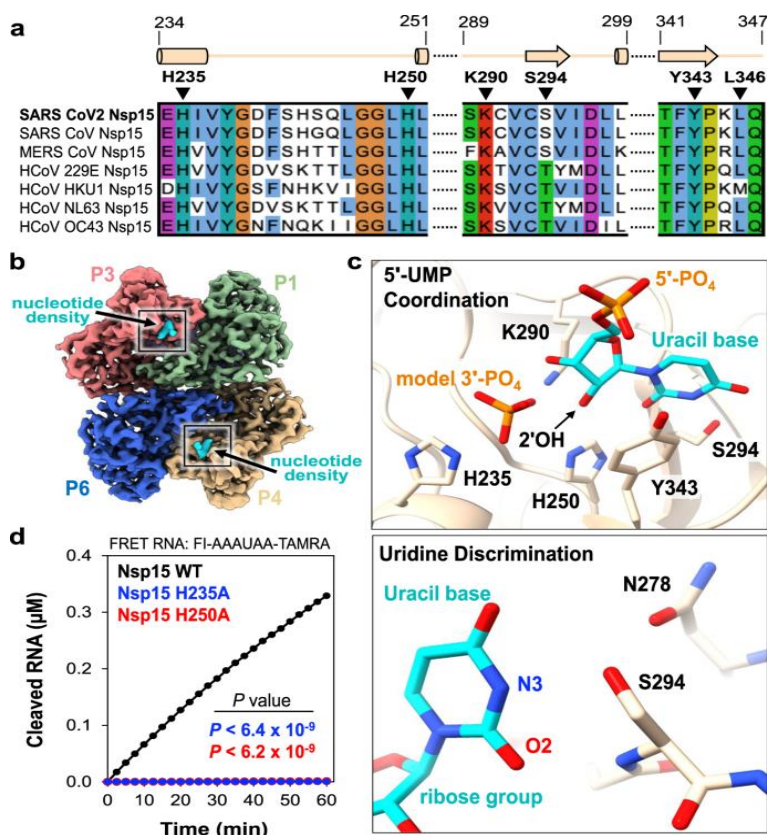 a
234 251 289 299 341 347
H235 H250 K290 S294 Y343 L346
SARS CoV2 Nsp15 EHIVYGDFSHSQLGGLHL SKCVCSVIDLL TFYPKLQ
SARS CoV Nsp15 EHIVYGDFSHGQLGGLHL SKCVCSVIDLL TFYPKLQ
MERS CoV Nsp15 EHVVYGDFSHTTLGGLHL FKAVCSVIDLK TFYPRLQ
HCoV 229E Nsp15 EHIVYGDVSKTTLGGLHL SKTVCTYMDLL TFYPQLQ
HCoV HKU1 Nsp15 DHIVYGSFNHKVIGGLHL SKSVCTVIDLL TFYPKMQ
HCoV NL63 Nsp15 EHVVYGDVSKTTLGGLHL SKVVCTYMDLL TFYPQLQ
HCoV OC43 Nsp15 EHIVYGNFNQKIIGGLHL SKSVCTVIDIL TFYPRLQ
b
P3
P1
nucleotide
density
nucleotide
density
P6
P4
c
5'-UMP
Coordination
5'-PO4
K290
Uracil base
model 3'-PO4
2'OH
S294
H235
H250
Y343
d
FRET RNA: FI-AAAUAA-TAMRA
Cleaved RNA (µM)
0.4
0.3
0.2
0.1
0.0
Nsp15 WT
Nsp15 H235A
Nsp15 H250A
P value
P < 6.4 x 10-9
P < 6.2 x 10-9
0 10 20 30 40 50 60
Time (min)
Uridine Discrimination
Uracil base
N278
N3
S294
O2
ribose group